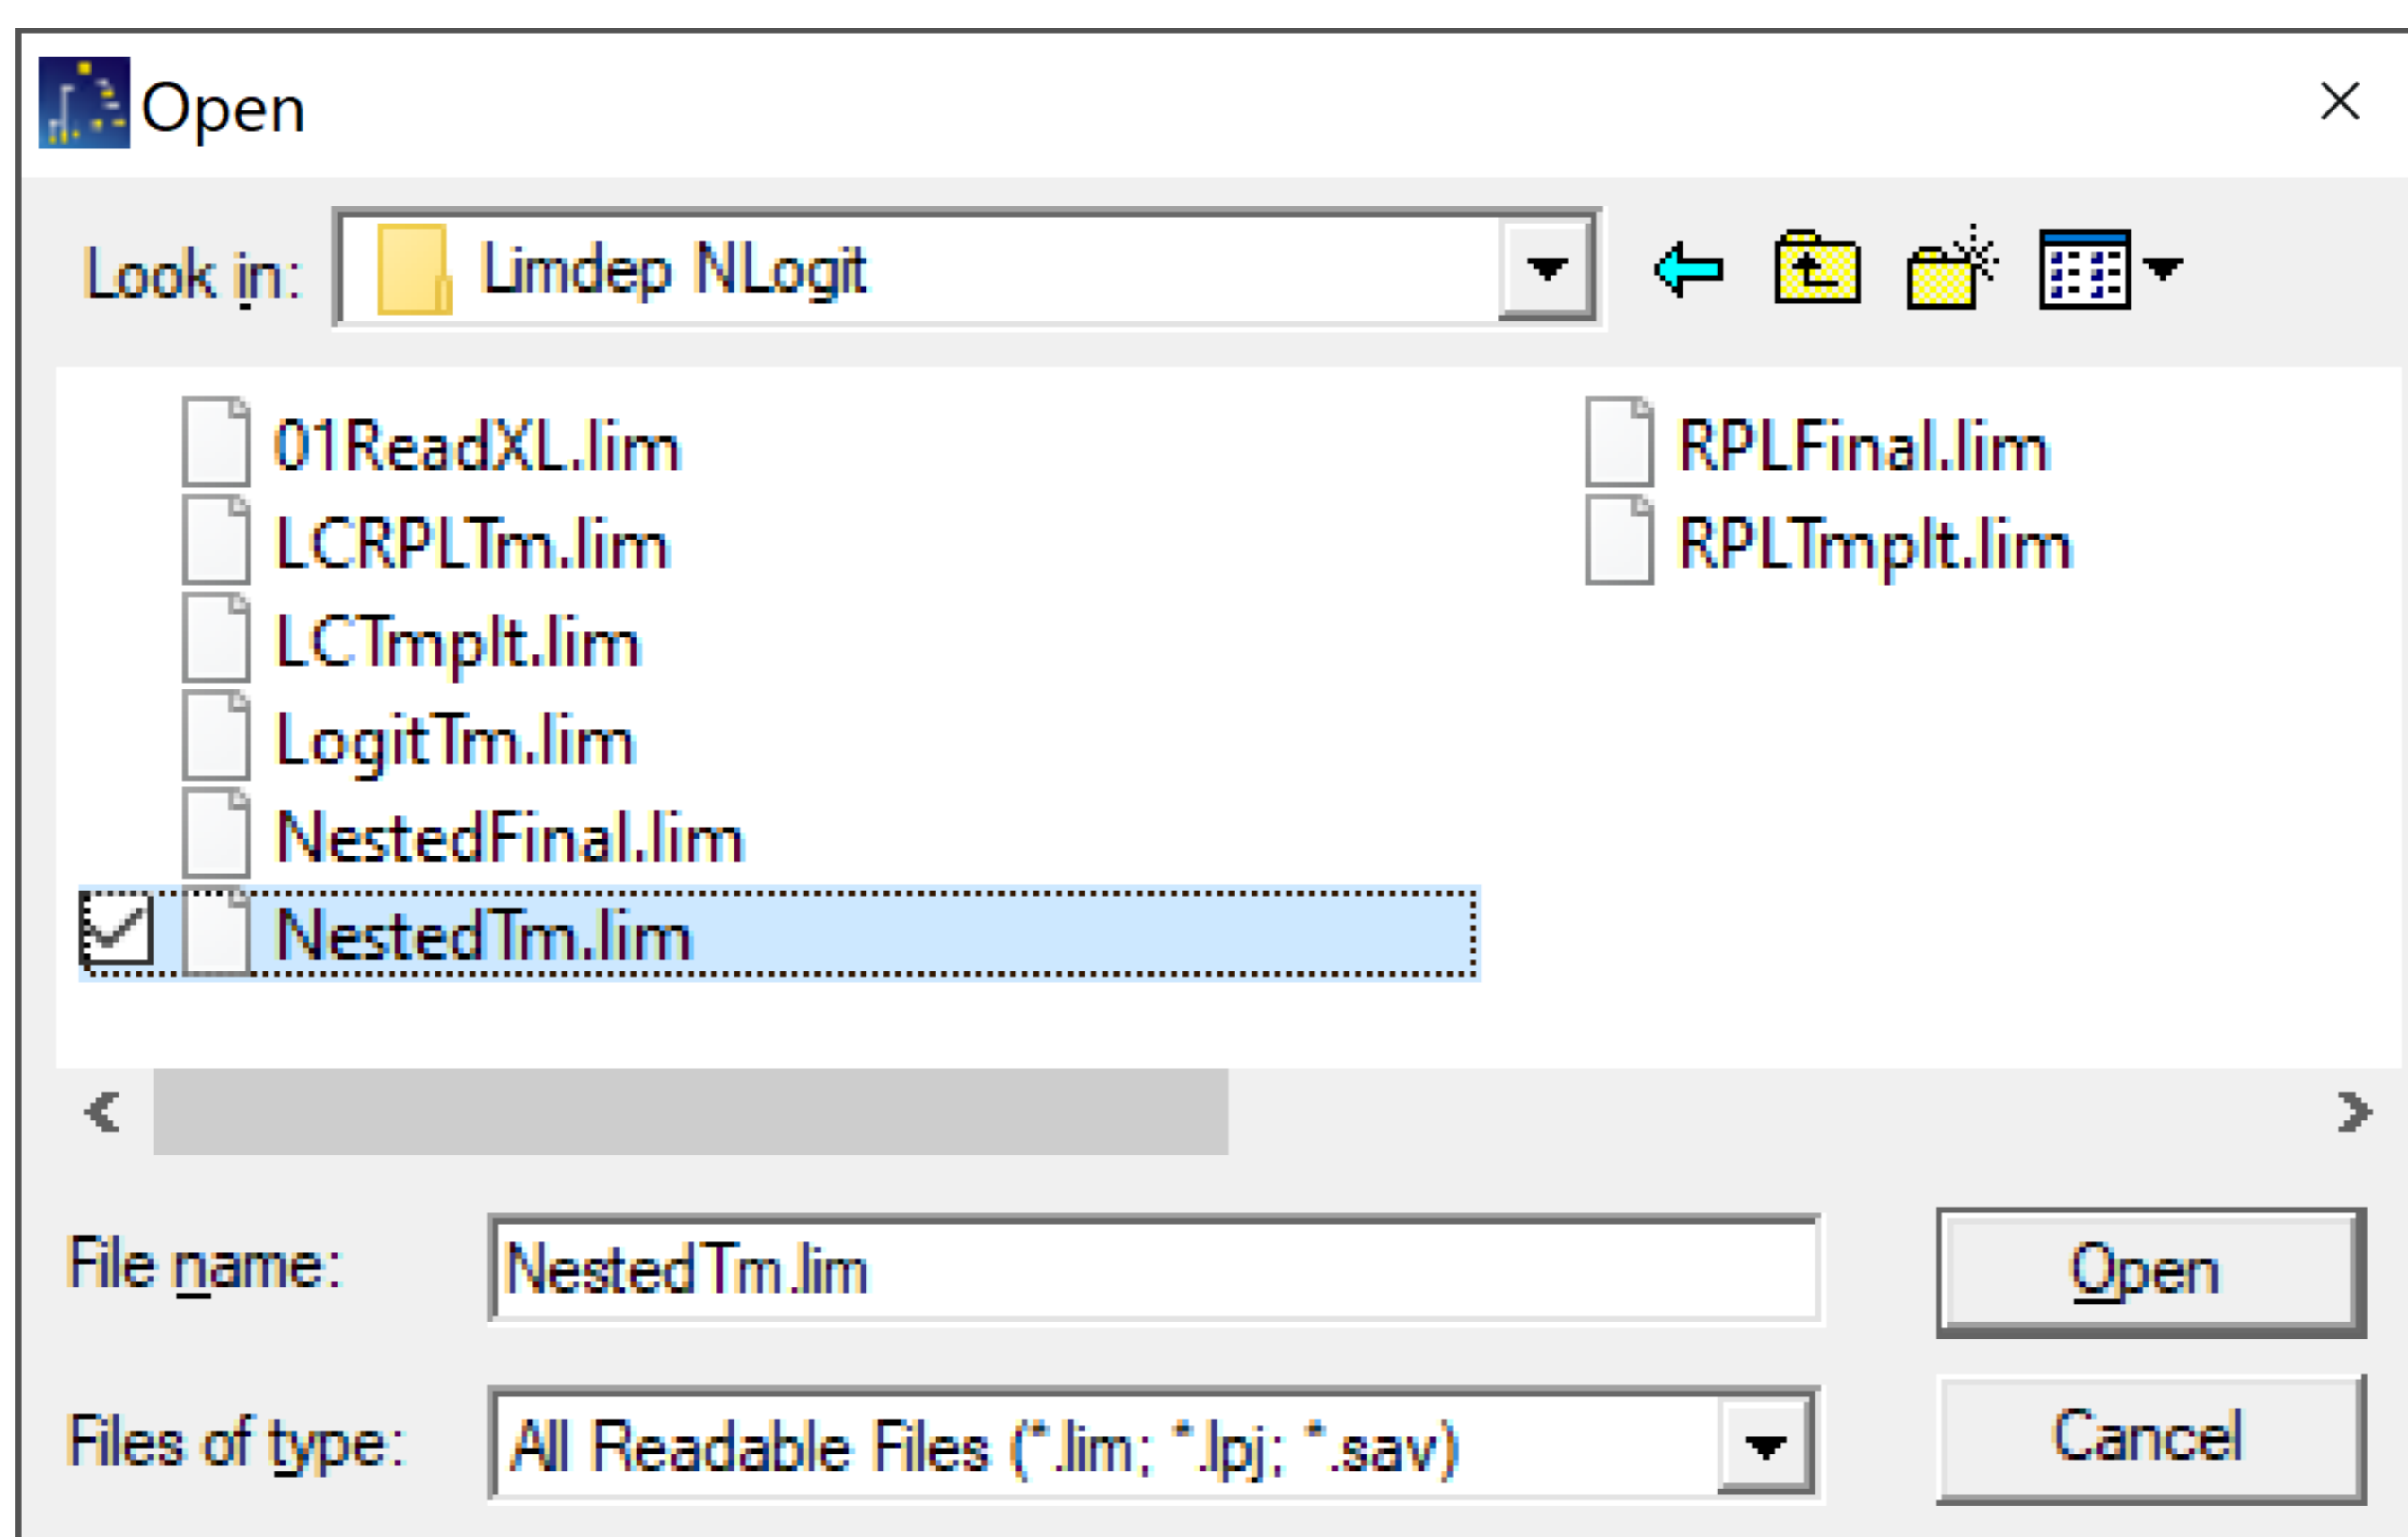 Open
Look in: Limdep NLogit
01ReadXL.lim
LCRPLTm.lim
LCTmplt.lim
LogitTm.lim
NestedFinal.lim
NestedTm.lim
RPLFinal.lim
RPLTmplt.lim
File name: NestedTm.lim
Open
Files of type: All Readable Files (*.lim; *.lpj; *.sav)
Cancel